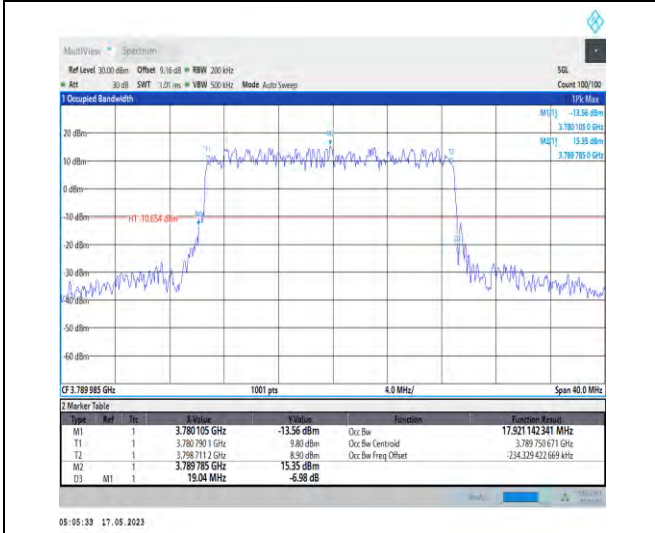 MultiView Spectrum
Ref Level 30.00 dBm Offset 9.16 dB RBW 200 kHz SGL
Att 30 dB SWT 1.01 ms VBW 500 kHz Mode Auto Sweep Count 100/100
1 Occupied Bandwidth 1Pk Max
M1[1] -13.56 dBm
3.780 105 0 GHz
M2[1] 15.35 dBm
3.789 785 0 GHz
20 dBm
10 dBm
0 dBm
-10 dBm
H1 -10.654 dBm
-20 dBm
-30 dBm
-40 dBm
-50 dBm
-60 dBm
CF 3.789 985 GHz 1001 pts 4.0 MHz/ Span 40.0 MHz
2 Marker Table
Type Ref Trc X-Value Y-Value Function Function Result
M1 1 3.780 105 GHz -13.56 dBm Occ Bw 17.921 142 341 MHz
T1 1 3.780 790 1 GHz 9.80 dBm Occ Bw Centroid 3.789 750 671 GHz
T2 1 3.798 711 2 GHz 8.90 dBm Occ Bw Freq Offset -234.329 422 669 kHz
M2 1 3.789 785 GHz 15.35 dBm
D3 M1 1 19.04 MHz -6.98 dB
05:05:33 17.05.2023